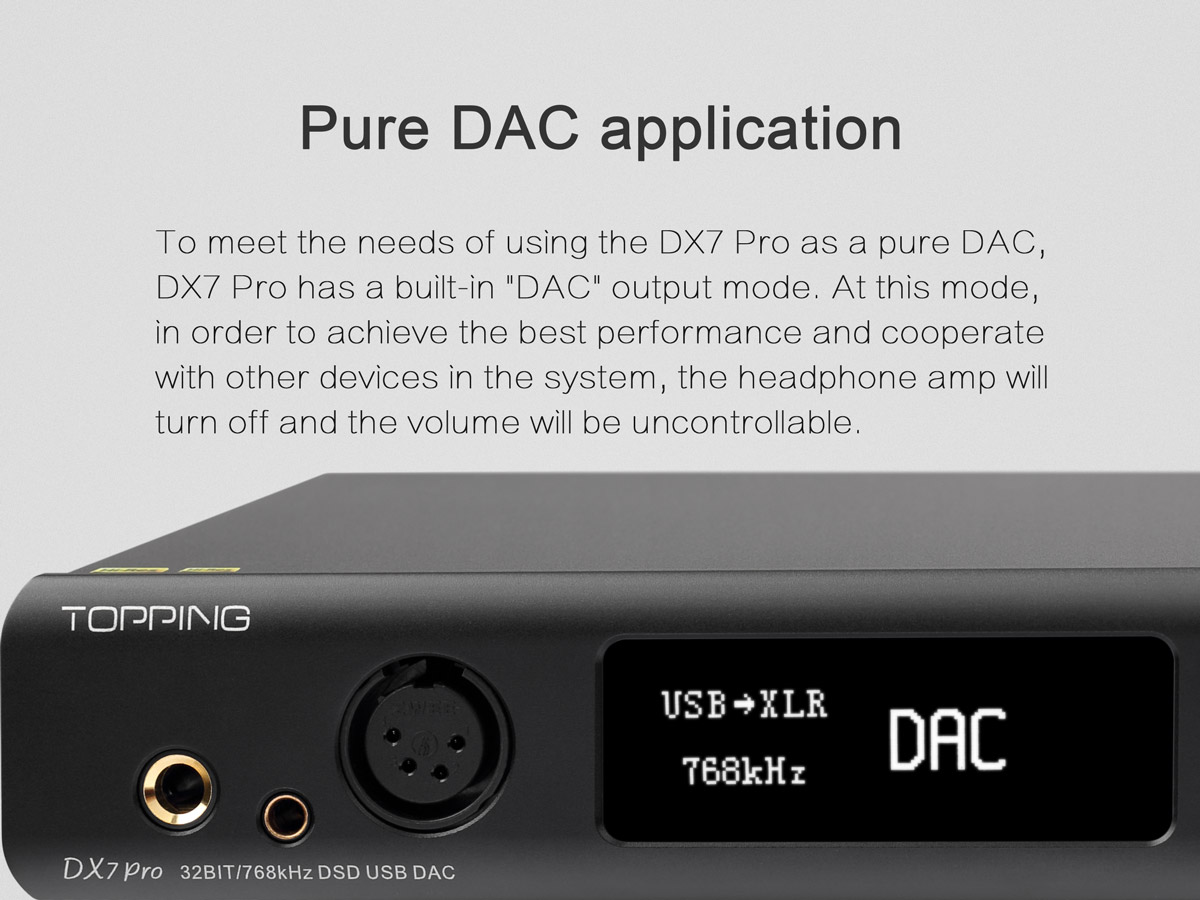 Pure DAC application
To meet the needs of using the DX7 Pro as a pure DAC,
DX7 Pro has a built-in "DAC" output mode. At this mode,
in order to achieve the best performance and cooperate
with other devices in the system, the headphone amp will
turn off and the volume will be uncontrollable.
TOPPING
USB→XLR
768kHz
DAC
DX7 Pro 32BIT/768kHz DSD USB DAC